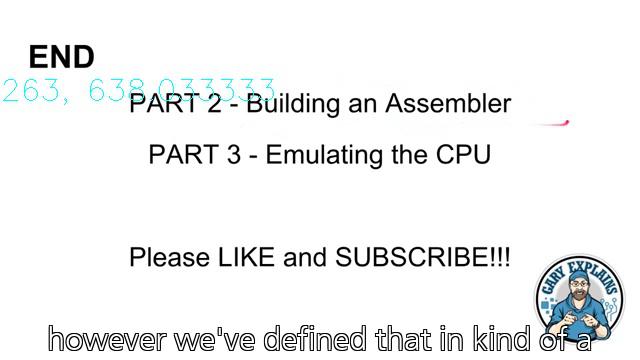 END
263, 638.033333
PART 2 - Building an Assembler
PART 3 - Emulating the CPU
Please LIKE and SUBSCRIBE!!!
GARY EXPLAINS
however we've defined that in kind of a